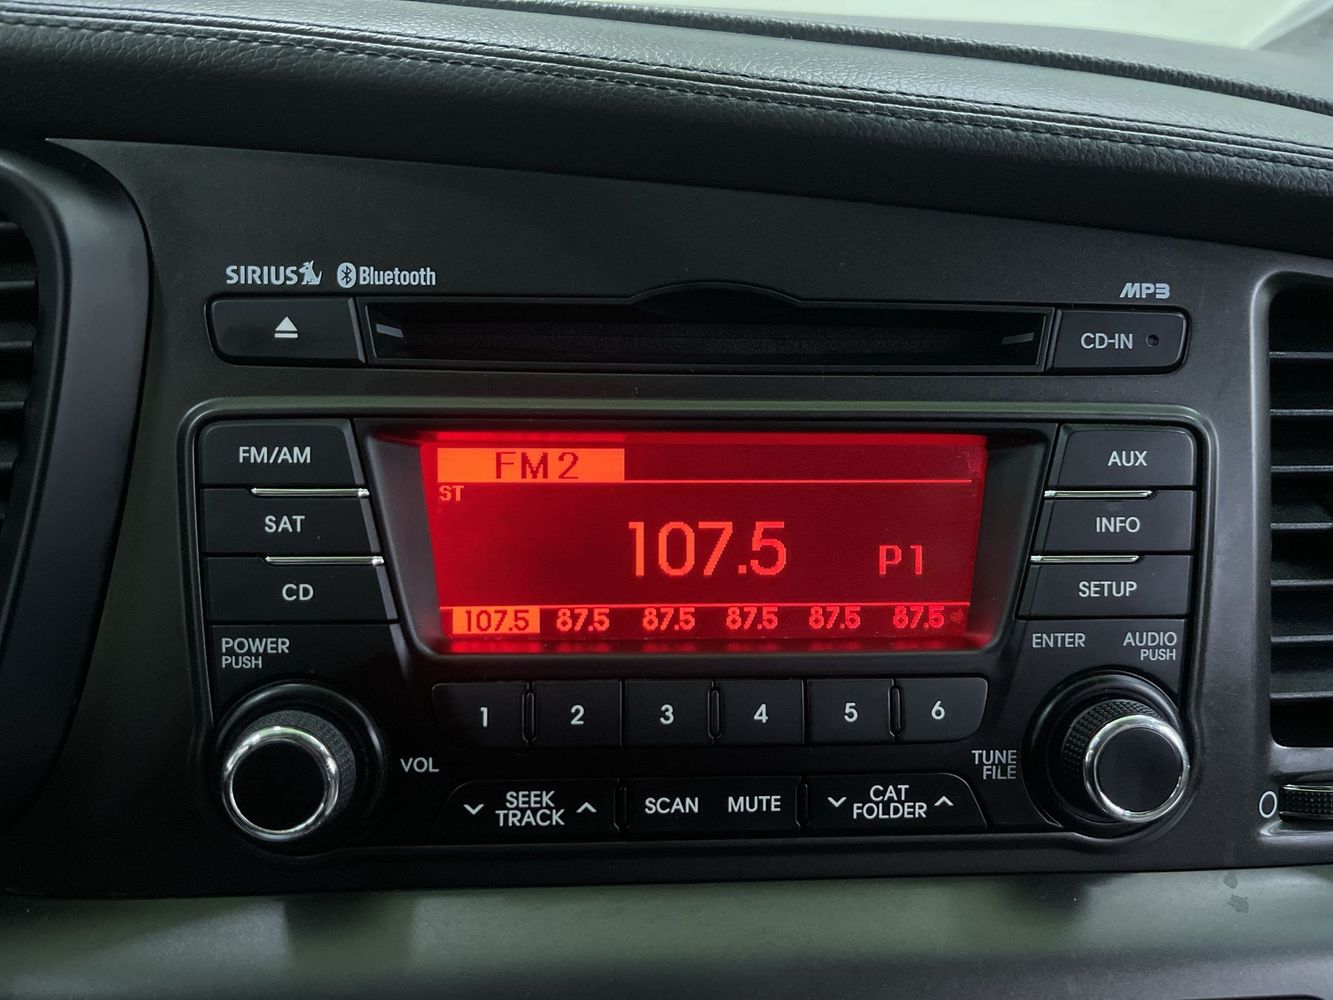 SIRIUS Bluetooth
MP3
CD-IN
FM/AM
SAT
CD
POWER
PUSH
VOL
FM2
ST
107.5 P1
107.5 87.5 87.5 87.5 87.5 87.5
1 2 3 4 5 6
SEEK
TRACK
SCAN MUTE
CAT
FOLDER
AUX
INFO
SETUP
ENTER
AUDIO
PUSH
TUNE
FILE
0